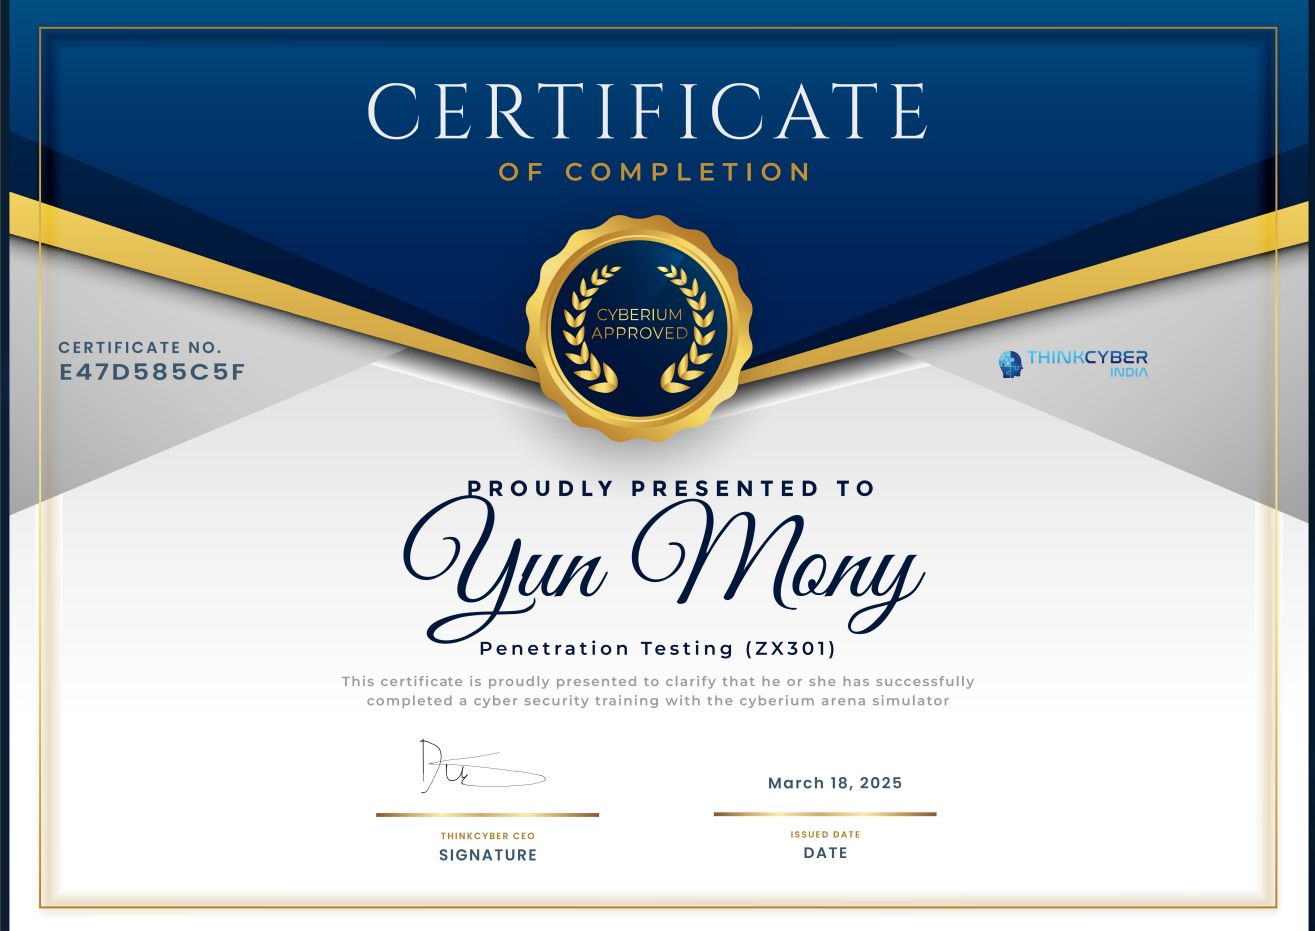 CERTIFICATE
OF COMPLETION
CYBERIUM
APPROVED
CERTIFICATE NO.
E47D585C5F
THINKCYBER
INDIA
PROUDLY PRESENTED TO
Yun Mony
Penetration Testing (ZX301)
This certificate is proudly presented to clarify that he or she has successfully
completed a cyber security training with the cyberium arena simulator
March 18, 2025
THINKCYBER CEO
SIGNATURE
ISSUED DATE
DATE